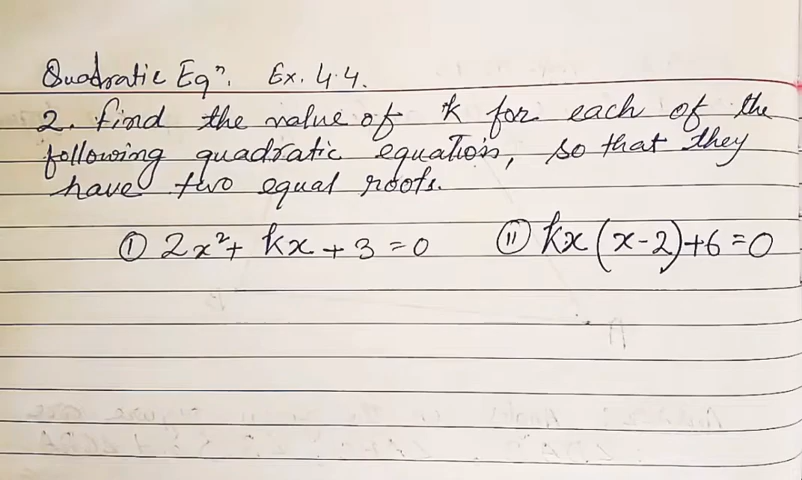 Quadratic Eqⁿ. Ex. 4.4.
2. Find the value of k for each of the
following quadratic equations, so that they
have two equal roots.
(i) 2x² + kx + 3 = 0 (ii) kx(x-2)+6=0